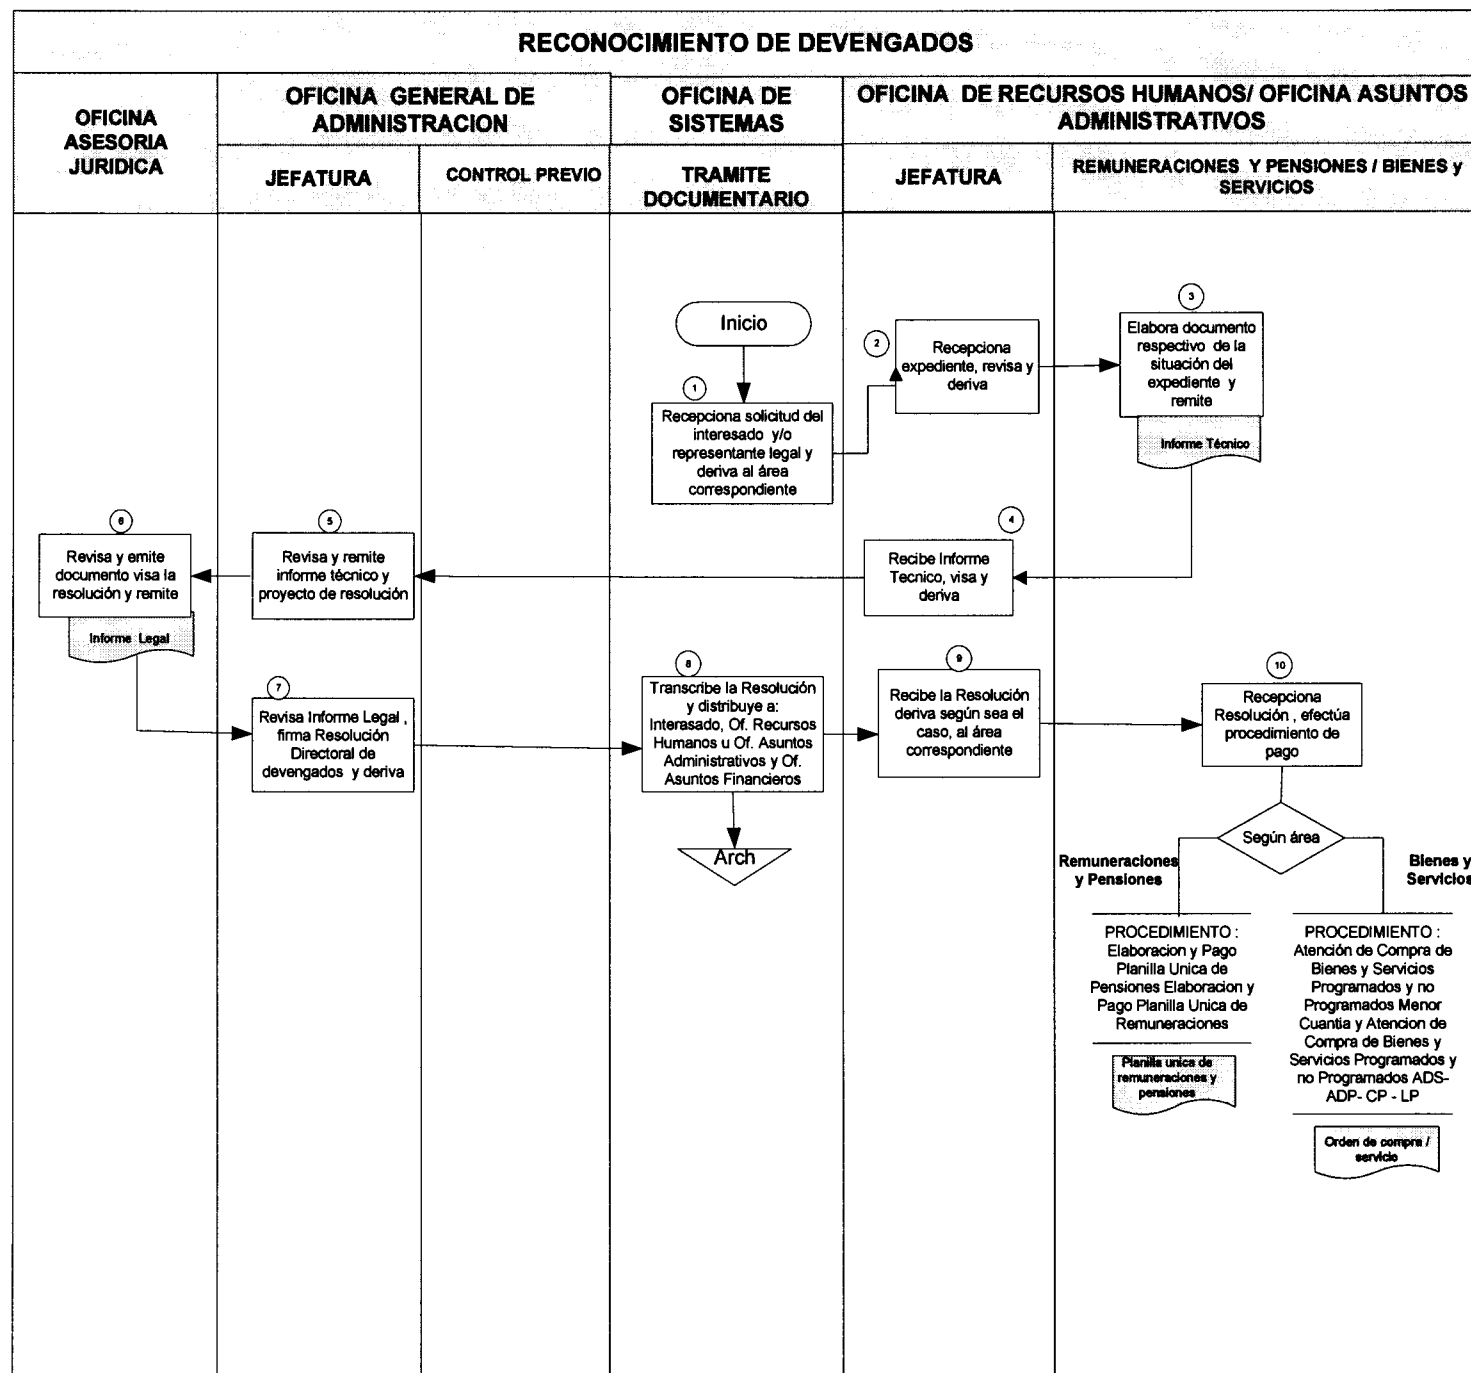 RECONOCIMIENTO DE DEVENGADOS
OFICINA
ASESORIA
JURIDICA
OFICINA GENERAL DE
ADMINISTRACION
OFICINA DE
SISTEMAS
OFICINA DE RECURSOS HUMANOS/ OFICINA ASUNTOS
ADMINISTRATIVOS
JEFATURA
CONTROL PREVIO
TRAMITE
DOCUMENTARIO
JEFATURA
REMUNERACIONES Y PENSIONES / BIENES y
SERVICIOS
Inicio
1
Recepciona solicitud del
interesado y/o
representante legal y
deriva al área
correspondiente
2
Recepciona
expediente, revisa y
deriva
3
Elabora documento
respectivo de la
situación del
expediente y
remite
Informe Técnico
4
Recibe Informe
Tecnico, visa y
deriva
5
Revisa y remite
informe técnico y
proyecto de resolución
6
Revisa y emite
documento visa la
resolución y remite
Informe Legal
7
Revisa Informe Legal ,
firma Resolución
Directoral de
devengados y deriva
8
Transcribe la Resolución
y distribuye a:
Interasado, Of. Recursos
Humanos u Of. Asuntos
Administrativos y Of.
Asuntos Financieros
Arch
9
Recibe la Resolución
deriva según sea el
caso, al área
correspondiente
10
Recepciona
Resolución , efectúa
procedimiento de
pago
Según área
Remuneraciones
y Pensiones
Bienes y
Servicios
PROCEDIMIENTO :
Elaboracion y Pago
Planilla Unica de
Pensiones Elaboracion y
Pago Planilla Unica de
Remuneraciones
Planilla unica de
remuneraciones y
pensiones
PROCEDIMIENTO :
Atención de Compra de
Bienes y Servicios
Programados y no
Programados Menor
Cuantia y Atencion de
Compra de Bienes y
Servicios Programados y
no Programados ADS-
ADP- CP - LP
Orden de compra /
servicio